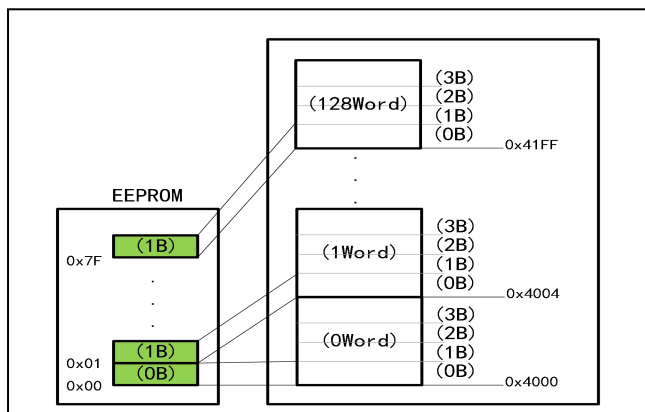 (3B)
(2B)
(128Word)
(1B)
(0B)
0x41FF
EEPROM
(1B)
0x7F
(3B)
(2B)
(1Word)
(1B)
(0B)
0x4004
(3B)
(2B)
(0Word)
(1B)
(0B)
0x4000
(1B)
0x01
(0B)
0x00